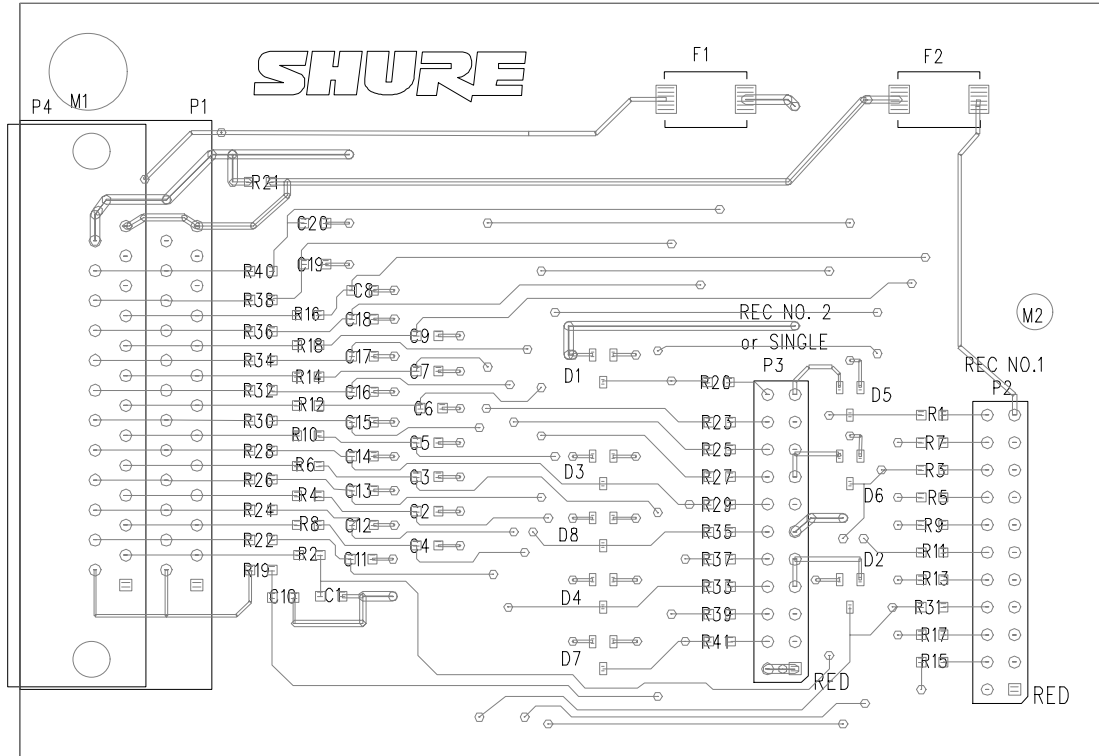 SHURE
F1
F2
P4
M1
P1
R21
C20
C19
R40
C8
R38
R16
C18
M2
REC NO. 2
or SINGLE
R36
C9
R18
C17
R34
P3
REC NO.1
C7
R14
D1
R20
P2
R32
C16
D5
R12
C6
R30
C15
R23
R1
R10
C5
R25
R7
R28
C14
R6
D3
R27
R3
C3
R26
C13
R4
R29
D6
R5
R24
C2
R8
C12
D8
R35
R9
R22
C4
R2
C11
R37
D2
R11
R19
R13
C10
C1
D4
R33
R39
R31
R17
R41
D7
R15
RED
RED